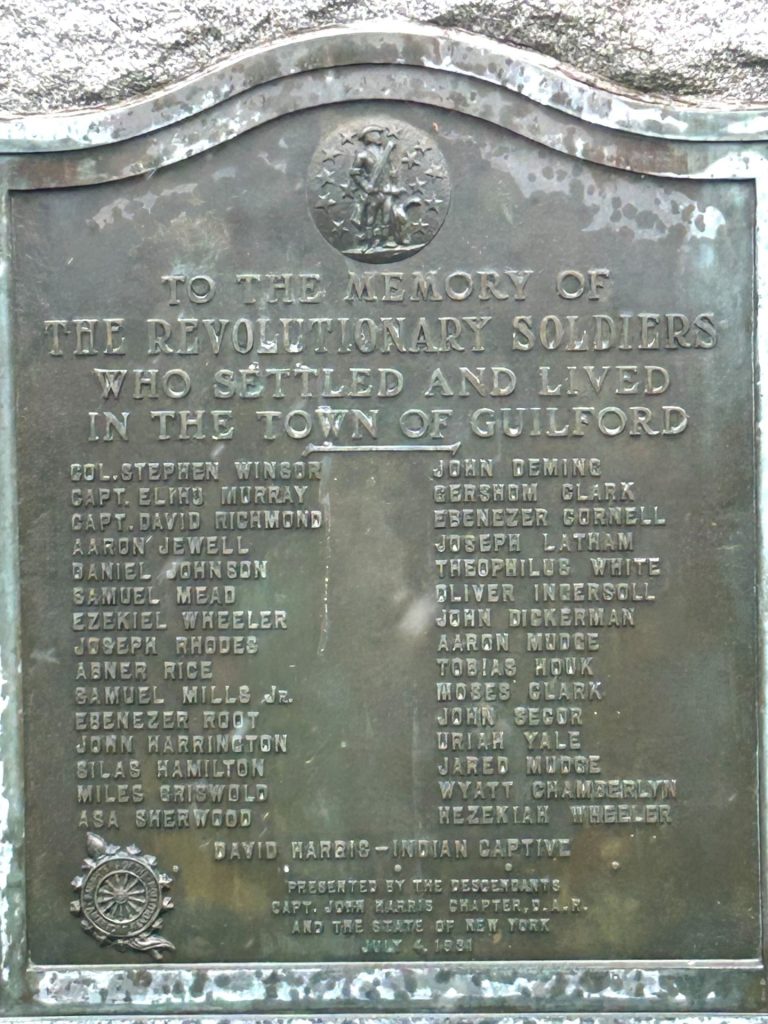 TO THE MEMORY OF
THE REVOLUTIONARY SOLDIERS
WHO SETTLED AND LIVED
IN THE TOWN OF GUILFORD
COL. STEPHEN WINSOR
CAPT. ELIHU MURRAY
CAPT. DAVID RICHMOND
AARON JEWELL
DANIEL JOHNSON
SAMUEL MEAD
EZEKIEL WHEELER
JOSEPH RHODES
ABNER RICE
SAMUEL MILLS JR.
EBENEZER ROOT
JOHN HARRINGTON
SILAS HAMILTON
MILES GRISWOLD
ASA SHERWOOD
JOHN DEMING
GERSHOM CLARK
EBENEZER CORNELL
JOSEPH LATHAM
THEOPHILUS WHITE
OLIVER INGERSOLL
JOHN DICKERMAN
AARON MUDGE
TOBIAS HOUK
MOSES CLARK
JOHN SECOR
URIAH YALE
JARED MUDGE
WYATT CHAMBERLYN
HEZEKIAH WHEELER
DAVID HARRIS - INDIAN CAPTIVE
PRESENTED BY THE DESCENDANTS
CAPT. JOHN HARRIS CHAPTER, D.A.R.
AND THE STATE OF NEW YORK
JULY 4, 1931